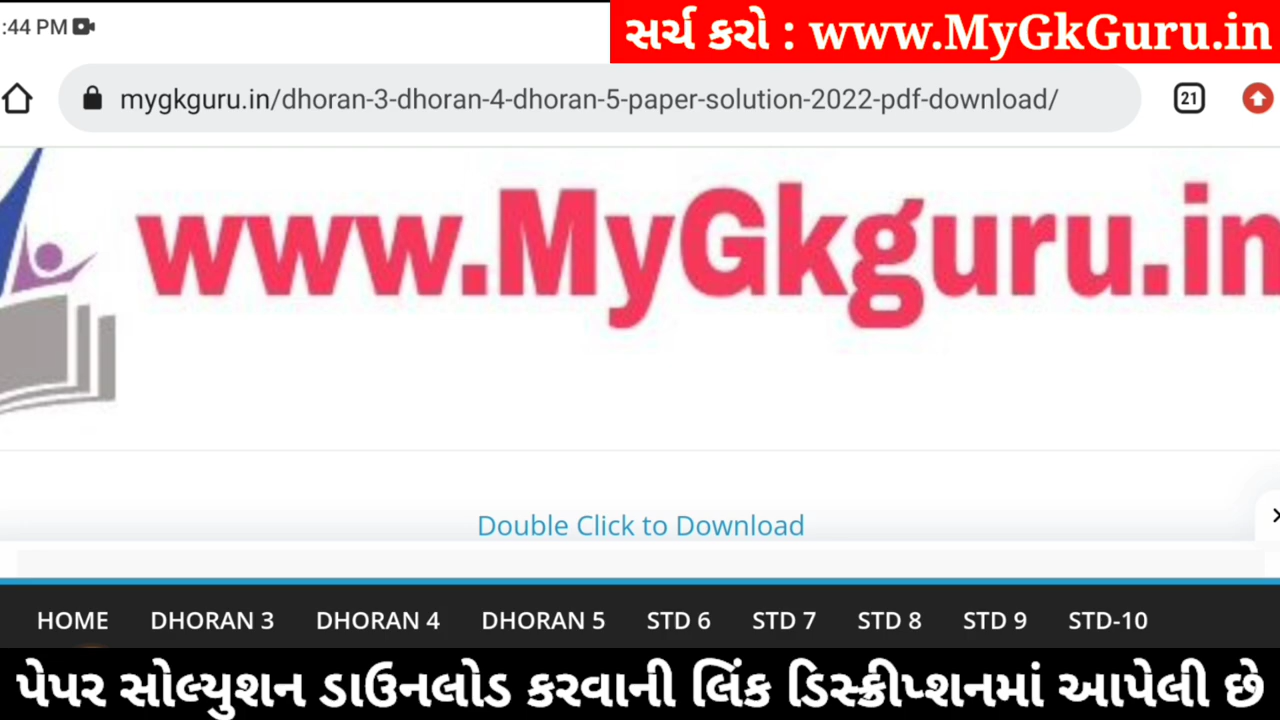 :44 PM
સર્ચ કરો : www.MyGkGuru.in
mygkguru.in/dhoran-3-dhoran-4-dhoran-5-paper-solution-2022-pdf-download/
21
www.MyGkguru.in
Double Click to Download
HOME DHORAN 3 DHORAN 4 DHORAN 5 STD 6 STD 7 STD 8 STD 9 STD-10
પેપર સોલ્યુશન ડાઉનલોડ કરવાની લિંક ડિસ્ક્રીપ્શનમાં આપેલી છે